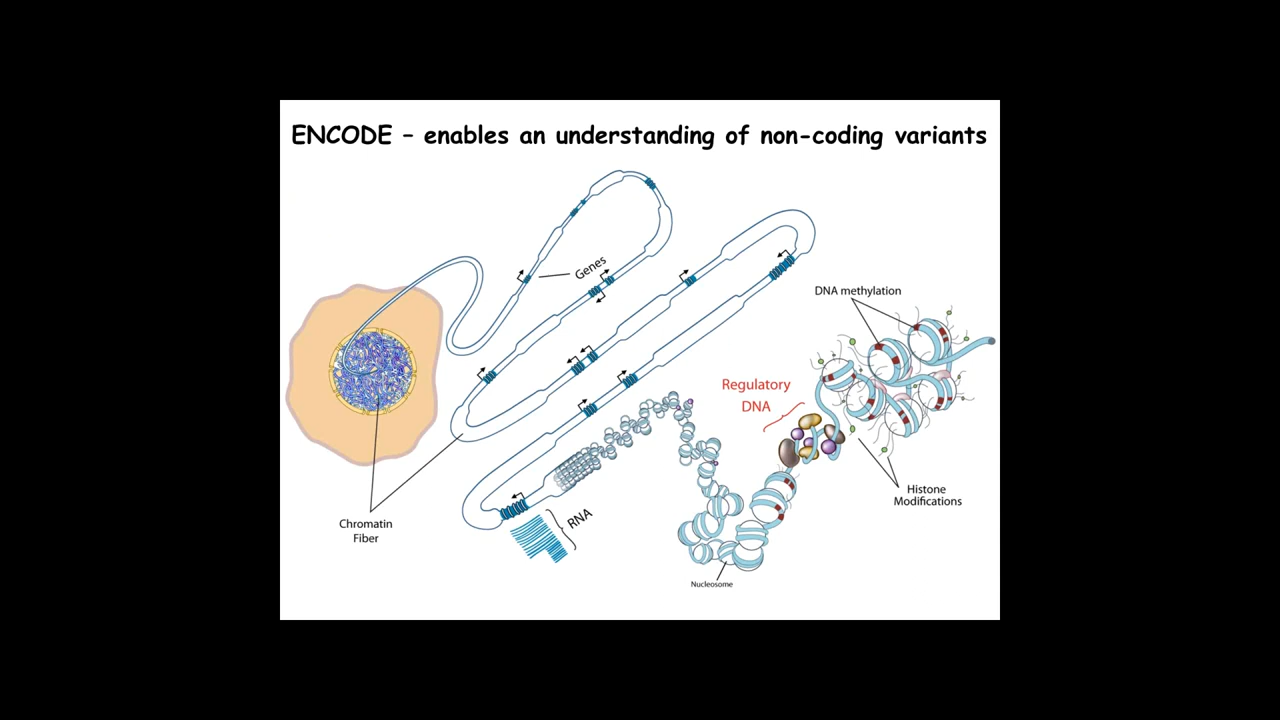 ENCODE – enables an understanding of non-coding variants
Genes
DNA methylation
Regulatory
DNA
Histone
Modifications
Chromatin
Fiber
RNA
Nucleosome